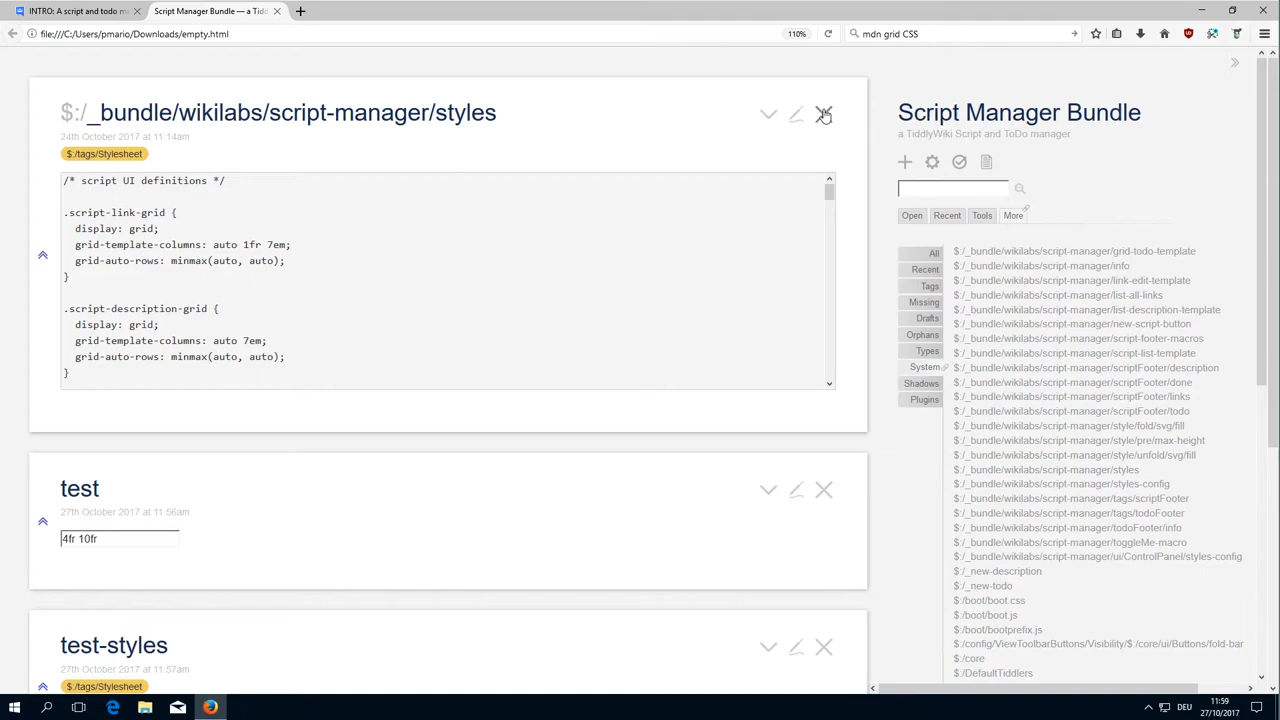 INTRO: A script and todo m
Script Manager Bundle — a Tid
file:///C:/Users/pmario/Downloads/empty.html
110%
mdn grid CSS
$:/_bundle/wikilabs/script-manager/styles
24th October 2017 at 11:14am
$:/tags/Stylesheet
/* script UI definitions */
.script-link-grid {
display: grid;
grid-template-columns: auto 1fr 7em;
grid-auto-rows: minmax(auto, auto);
}
.script-description-grid {
display: grid;
grid-template-columns: auto 7em;
grid-auto-rows: minmax(auto, auto);
}
test
27th October 2017 at 11:56am
4fr 10fr
test-styles
27th October 2017 at 11:57am
$:/tags/Stylesheet
Script Manager Bundle
a TiddlyWiki Script and ToDo manager
Open
Recent
Tools
More
All
Recent
Tags
Missing
Drafts
Orphans
Types
System
Shadows
Plugins
$:/_bundle/wikilabs/script-manager/grid-todo-template
$:/_bundle/wikilabs/script-manager/info
$:/_bundle/wikilabs/script-manager/link-edit-template
$:/_bundle/wikilabs/script-manager/list-all-links
$:/_bundle/wikilabs/script-manager/list-description-template
$:/_bundle/wikilabs/script-manager/new-script-button
$:/_bundle/wikilabs/script-manager/script-footer-macros
$:/_bundle/wikilabs/script-manager/script-list-template
$:/_bundle/wikilabs/script-manager/scriptFooter/description
$:/_bundle/wikilabs/script-manager/scriptFooter/done
$:/_bundle/wikilabs/script-manager/scriptFooter/links
$:/_bundle/wikilabs/script-manager/scriptFooter/todo
$:/_bundle/wikilabs/script-manager/style/fold/svg/fill
$:/_bundle/wikilabs/script-manager/style/pre/max-height
$:/_bundle/wikilabs/script-manager/style/unfold/svg/fill
$:/_bundle/wikilabs/script-manager/styles
$:/_bundle/wikilabs/script-manager/styles-config
$:/_bundle/wikilabs/script-manager/tags/scriptFooter
$:/_bundle/wikilabs/script-manager/tags/todoFooter
$:/_bundle/wikilabs/script-manager/todoFooter/info
$:/_bundle/wikilabs/script-manager/toggleMe-macro
$:/_bundle/wikilabs/script-manager/ui/ControlPanel/styles-config
$:/_new-description
$:/_new-todo
$:/boot/boot.css
$:/boot/boot.js
$:/boot/bootprefix.js
$:/config/ViewToolbarButtons/Visibility/$:/core/ui/Buttons/fold-bar
$:/core
$:/DefaultTiddlers
DEU
11:59
27/10/2017